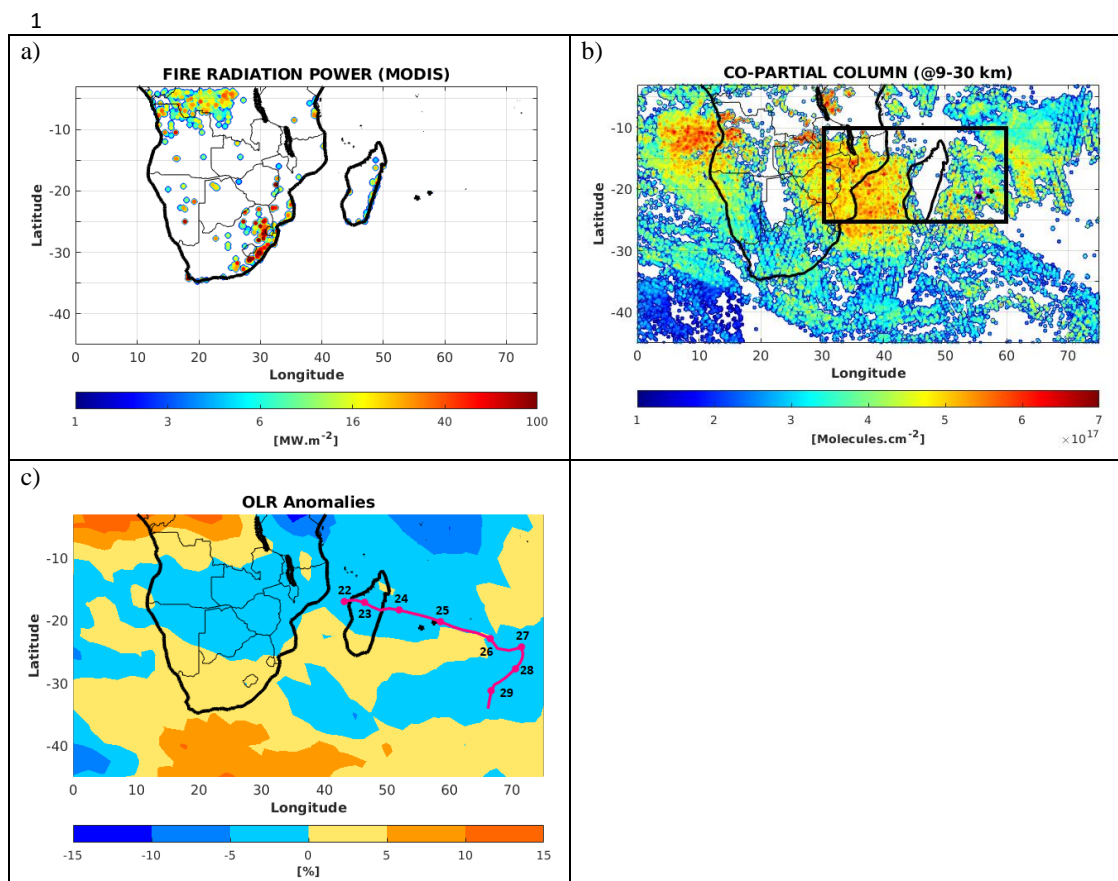 1
a)
FIRE RADIATION POWER (MODIS)
-10
-20
-30
-40
Latitude
0 10 20 30 40 50 60 70
Longitude
1 3 6 16 40 100
[MW.m-2]
b)
CO-PARTIAL COLUMN (@9-30 km)
-10
-20
-30
-40
Latitude
0 10 20 30 40 50 60 70
Longitude
1 2 3 4 5 6 7
[Molecules.cm-2]
×10^17
c)
OLR Anomalies
-10
-20
-30
-40
Latitude
22
23
24
25
26
27
28
29
0 10 20 30 40 50 60 70
Longitude
-15 -10 -5 0 5 10 15
[%]